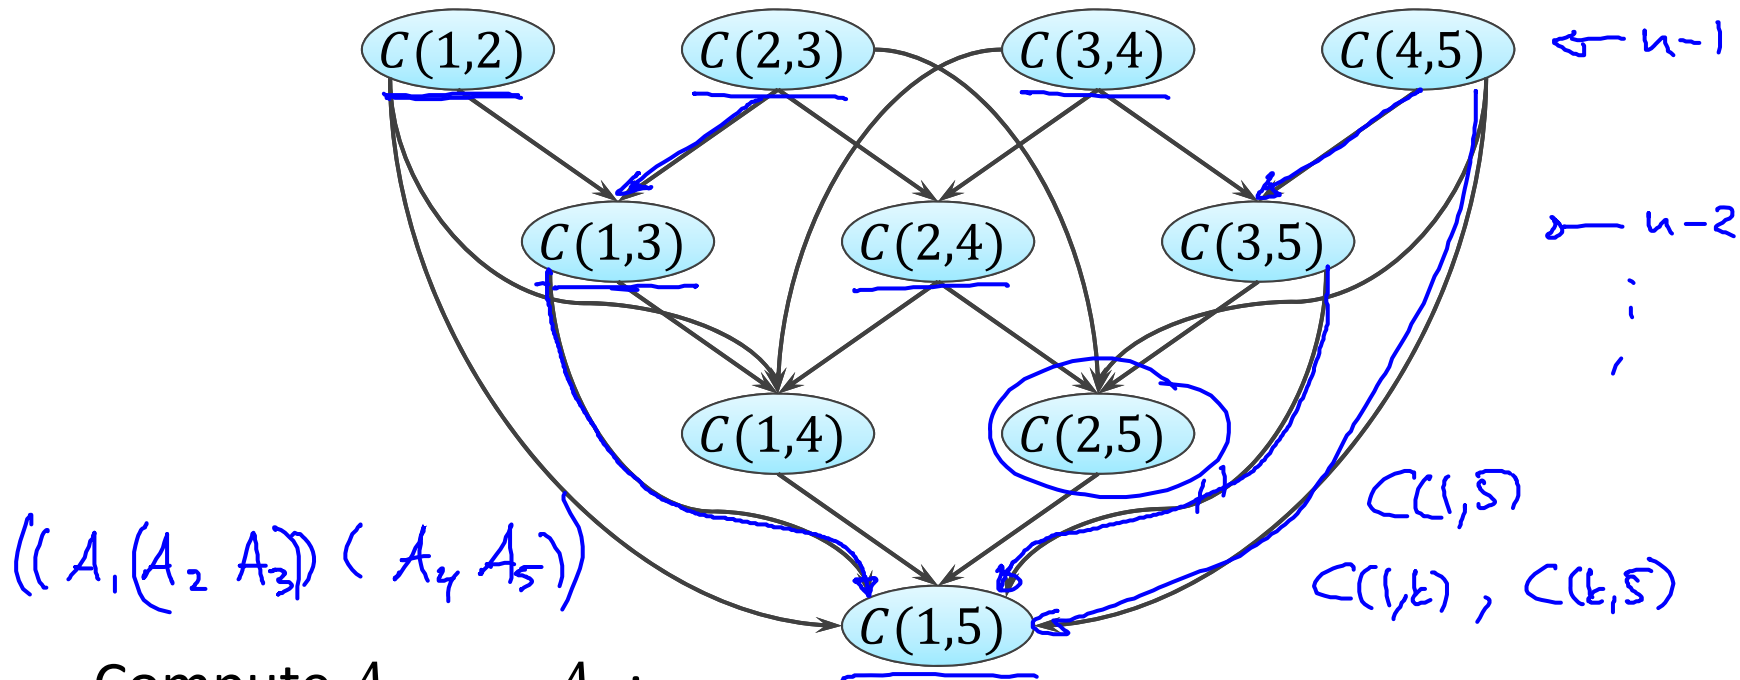 C(1,2) C(2,3) C(3,4) C(4,5) ← n-1
C(1,3) C(2,4) C(3,5) ← n-2
C(1,4) C(2,5)
C(1,5)
((A₁(A₂ A₃))(A₄ A₅))
C(1,k), C(k,5)
C(1,5)
Compute A